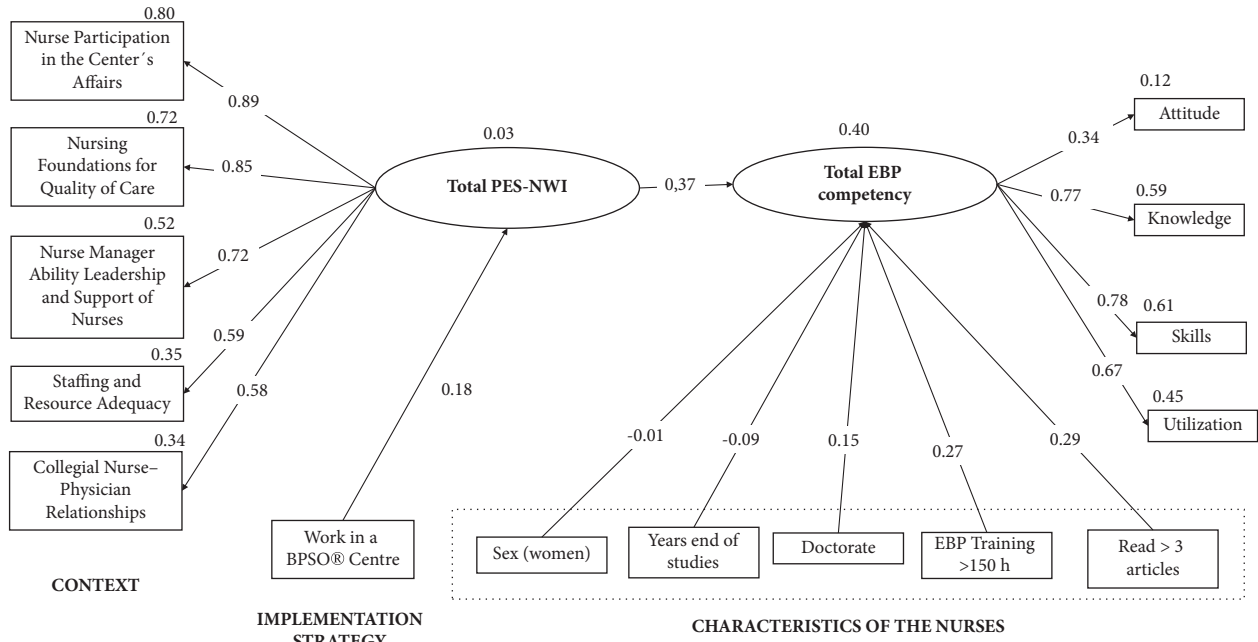 0.80
Nurse Participation
in the Center´s
Affairs
0.89
0.72
Nursing
Foundations for
Quality of Care
0.85
0.52
Nurse Manager
Ability Leadership
and Support of
Nurses
0.72
0.35
Staffing and
Resource Adequacy
0.59
0.34
Collegial Nurse–
Physician
Relationships
0.58
CONTEXT
0.03
Total PES-NWI
0.18
Work in a
BPSO® Centre
IMPLEMENTATION
STRATEGY
0,37
0.40
Total EBP
competency
0.12
Attitude
0.34
0.59
Knowledge
0.77
0.61
Skills
0.78
0.45
Utilization
0.67
-0.01
-0.09
0.15
0.27
0.29
Sex (women)
Years end of
studies
Doctorate
EBP Training
>150 h
Read > 3
articles
CHARACTERISTICS OF THE NURSES